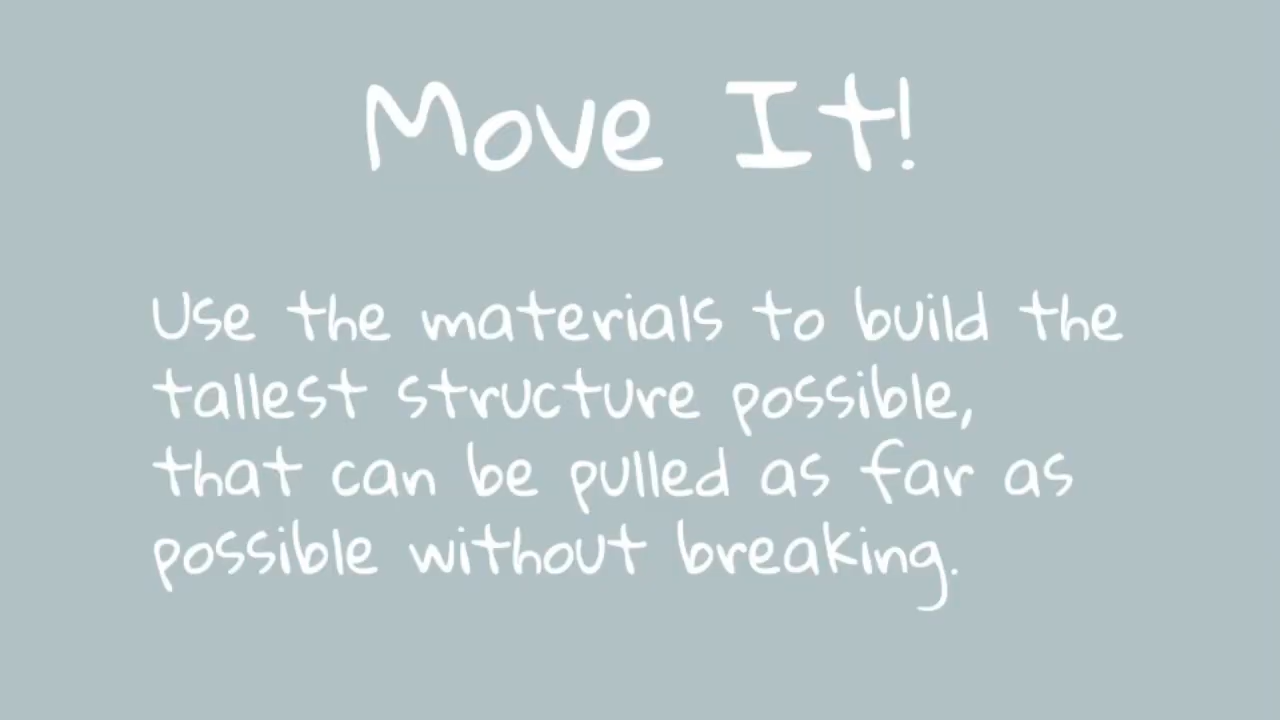 Move It!
Use the materials to build the
tallest structure possible,
that can be pulled as far as
possible without breaking.